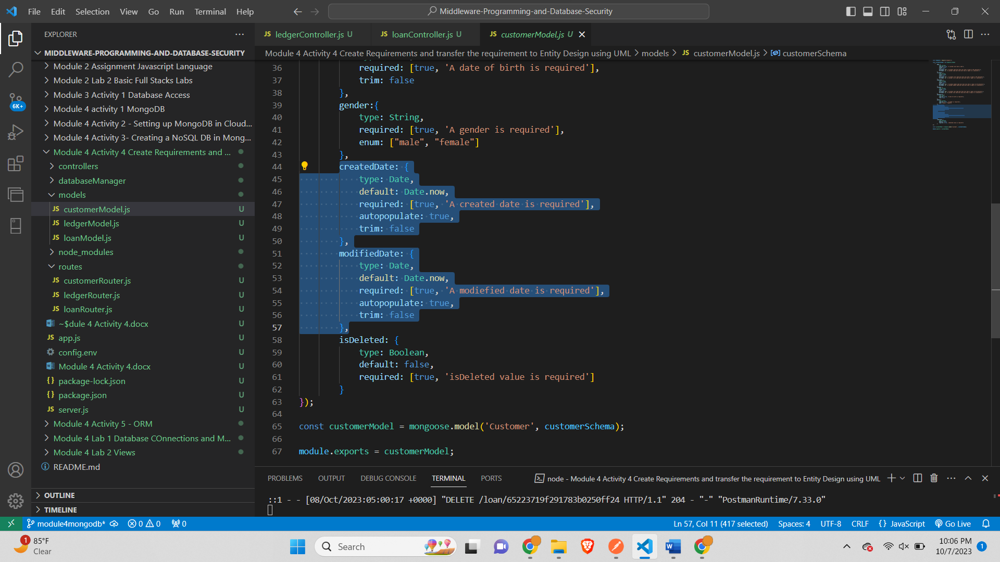 File Edit Selection View Go Run Terminal Help
Middleware-Programming-and-Database-Security
EXPLORER
MIDDLEWARE-PROGRAMMING-AND-DATABASE-SECURITY
Module 2 Assignment Javascript Language
Module 2 Lab 2 Basic Full Stacks Labs
Module 3 Activity 1 Database Access
Module 4 activity 1 MongoDB
Module 4 Activity 2 - Setting up MongoDB in Cloud...
Module 4 Activity 3- Creating a NoSQL DB in Mong...
Module 4 Activity 4 Create Requirements and ...
controllers
databaseManager
models
JS customerModel.js U
JS ledgerModel.js U
JS loanModel.js U
node_modules
routes
JS customerRouter.js U
JS ledgerRouter.js U
JS loanRouter.js U
~$dule 4 Activity 4.docx U
JS app.js U
config.env U
Module 4 Activity 4.docx U
{} package-lock.json U
{} package.json U
JS server.js U
Module 4 Activity 5 - ORM
Module 4 Lab 1 Database COnnections and M...
Module 4 Lab 2 Views
README.md
OUTLINE
TIMELINE
6K+
JS ledgerController.js U JS loanController.js U JS customerModel.js U
Module 4 Activity 4 Create Requirements and transfer the requirement to Entity Design using UML > models > JS customerModel.js > customerSchema
36 required: [true, 'A date of birth is required'],
37 trim: false
38 },
39 gender:{
40 type: String,
41 required: [true, 'A gender is required'],
42 enum: ["male", "female"]
43 },
44 createdDate: {
45 type: Date,
46 default: Date.now,
47 required: [true, 'A created date is required'],
48 autopopulate: true,
49 trim: false
50 },
51 modifiedDate: {
52 type: Date,
53 default: Date.now,
54 required: [true, 'A modiefied date is required'],
55 autopopulate: true,
56 trim: false
57 },
58 isDeleted: {
59 type: Boolean,
60 default: false,
61 required: [true, 'isDeleted value is required']
62 }
63 });
64
65 const customerModel = mongoose.model('Customer', customerSchema);
66
67 module.exports = customerModel;
PROBLEMS OUTPUT DEBUG CONSOLE TERMINAL PORTS
node - Module 4 Activity 4 Create Requirements and transfer the requirement to Entity Design using UML
::1 - - [08/Oct/2023:05:00:17 +0000] "DELETE /loan/65223719f291783b0250ff24 HTTP/1.1" 204 - "-" "PostmanRuntime/7.33.0"
module4mongodb* 0 0 0 Ln 57, Col 11 (417 selected) Spaces: 4 UTF-8 CRLF {} JavaScript Go Live
1
85°F
Clear
Search
10:06 PM
10/7/2023
1